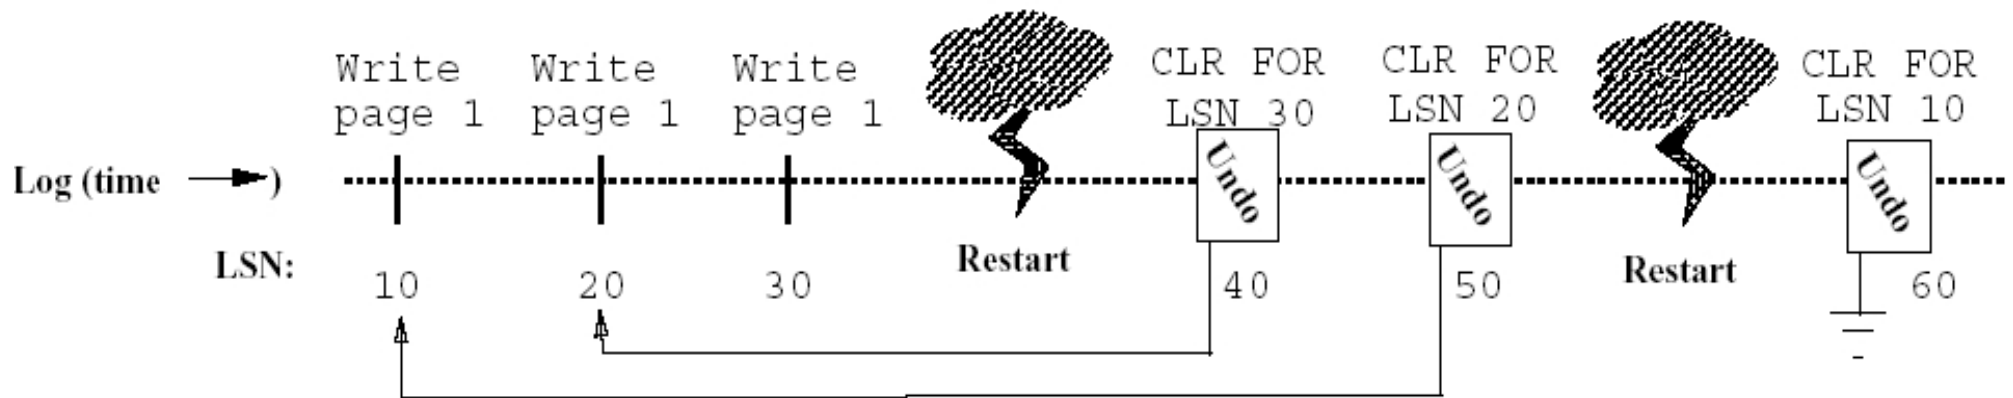 Write Write Write CLR FOR CLR FOR CLR FOR
page 1 page 1 page 1 LSN 30 LSN 20 LSN 10
Undo Undo Undo
Log (time )
Restart Restart
LSN: 10 20 30 40 50 60